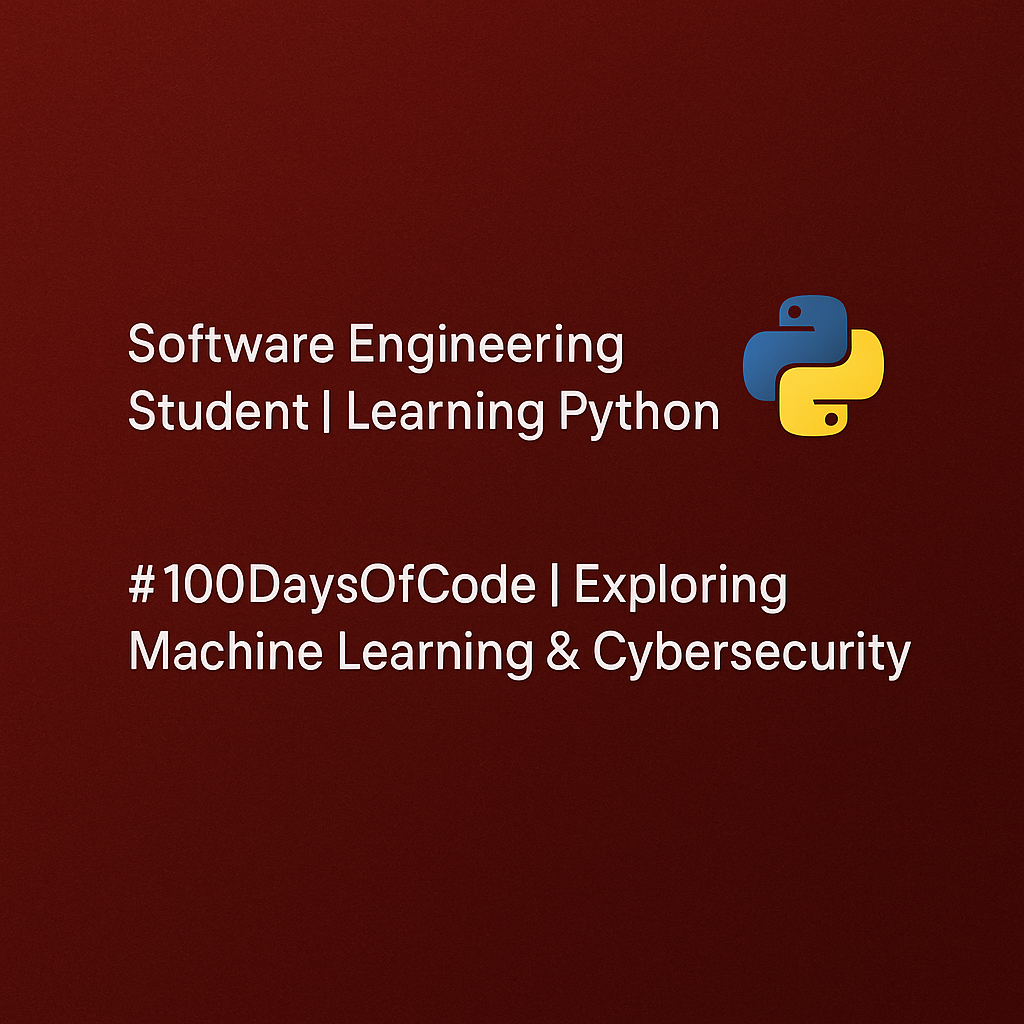 Software Engineering
Student | Learning Python
#100DaysOfCode | Exploring
Machine Learning & Cybersecurity